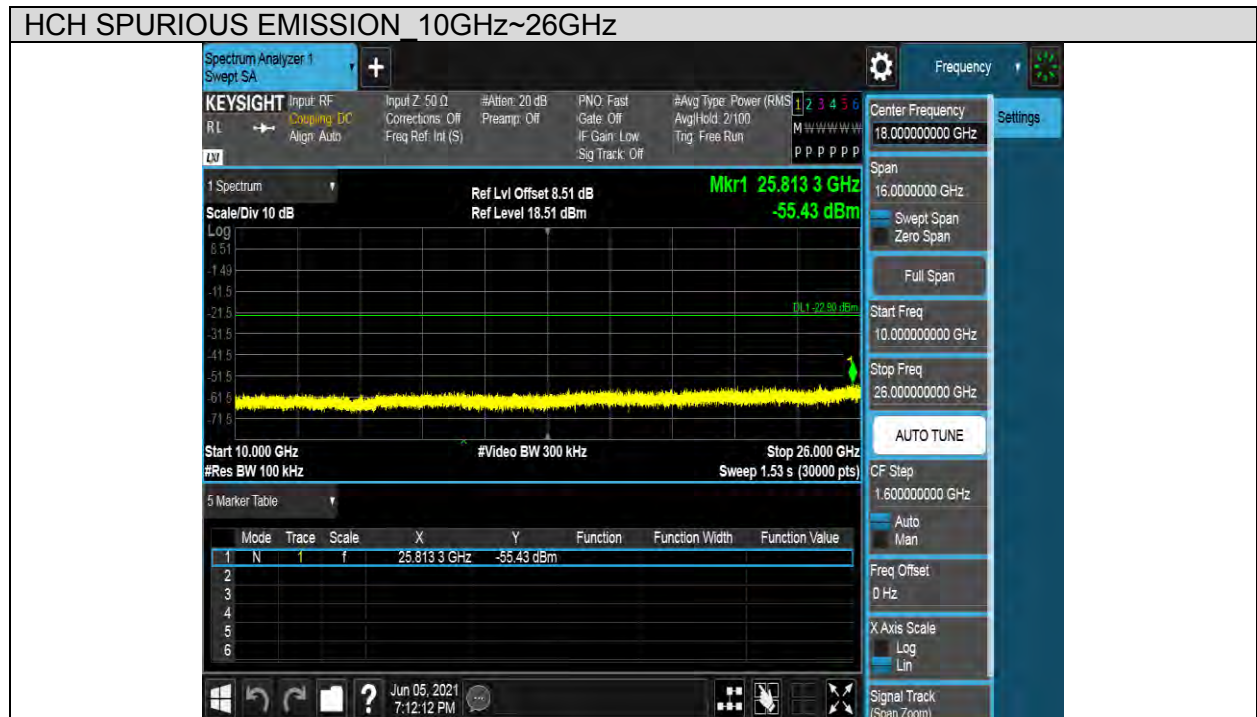 HCH SPURIOUS EMISSION_10GHz~26GHz
Spectrum Analyzer 1
Swept SA
+
Frequency
KEYSIGHT
RL
LXI
Input: RF
Coupling: DC
Align: Auto
Input Z: 50 Ω
Corrections: Off
Freq Ref: Int (S)
#Atten: 20 dB
Preamp: Off
PNO: Fast
Gate: Off
IF Gain: Low
Sig Track: Off
#Avg Type: Power (RMS
Avg|Hold: 2/100
Trig: Free Run
1 2 3 4 5 6
M W W W W W
P P P P P P
Center Frequency
18.000000000 GHz
Settings
Span
16.0000000 GHz
Swept Span
Zero Span
Full Span
Start Freq
10.000000000 GHz
Stop Freq
26.000000000 GHz
AUTO TUNE
CF Step
1.600000000 GHz
Auto
Man
Freq Offset
0 Hz
X Axis Scale
Log
Lin
Signal Track
(Span Zoom)
1 Spectrum
Scale/Div 10 dB
Ref Lvl Offset 8.51 dB
Ref Level 18.51 dBm
Mkr1 25.813 3 GHz
-55.43 dBm
Log
8.51
-1.49
-11.5
-21.5
-31.5
-41.5
-51.5
-61.5
-71.5
DL1 -22.90 dBm
1
Start 10.000 GHz
#Res BW 100 kHz
#Video BW 300 kHz
Stop 26.000 GHz
Sweep 1.53 s (30000 pts)
5 Marker Table
Mode Trace Scale X Y Function Function Width Function Value
1 N 1 f 25.813 3 GHz -55.43 dBm
2
3
4
5
6
?
Jun 05, 2021
7:12:12 PM